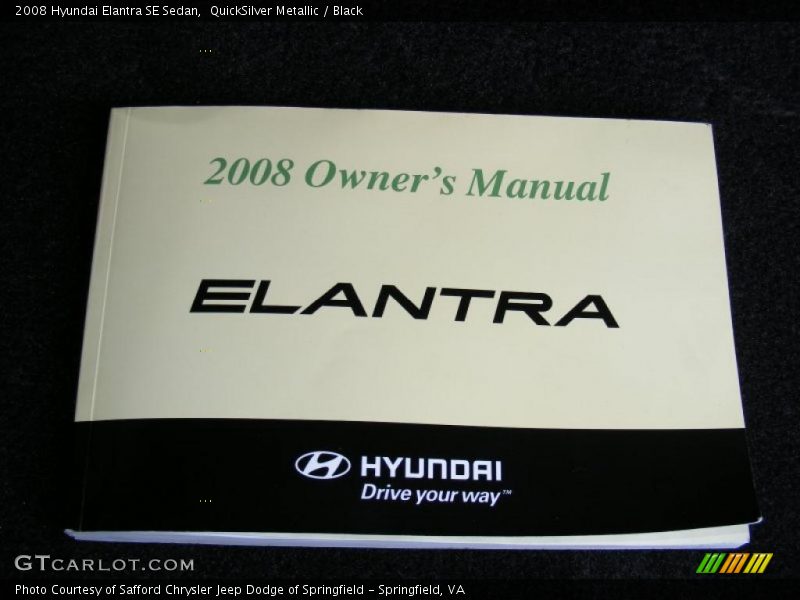 2008 Hyundai Elantra SE Sedan,  QuickSilver Metallic / Black
2008 Owner's Manual
ELANTRA
HYUNDAI
Drive your way™
GTCARLOT.COM
Photo Courtesy of Safford Chrysler Jeep Dodge of Springfield - Springfield, VA